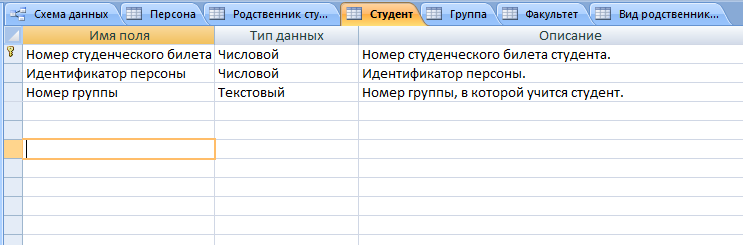 Схема данных Персона Родственник сту... Студент Группа Факультет Вид родственник...
Имя поля Тип данных Описание
Номер студенческого билета Числовой Номер студенческого билета студента.
Идентификатор персоны Числовой Идентификатор персоны.
Номер группы Текстовый Номер группы, в которой учится студент.